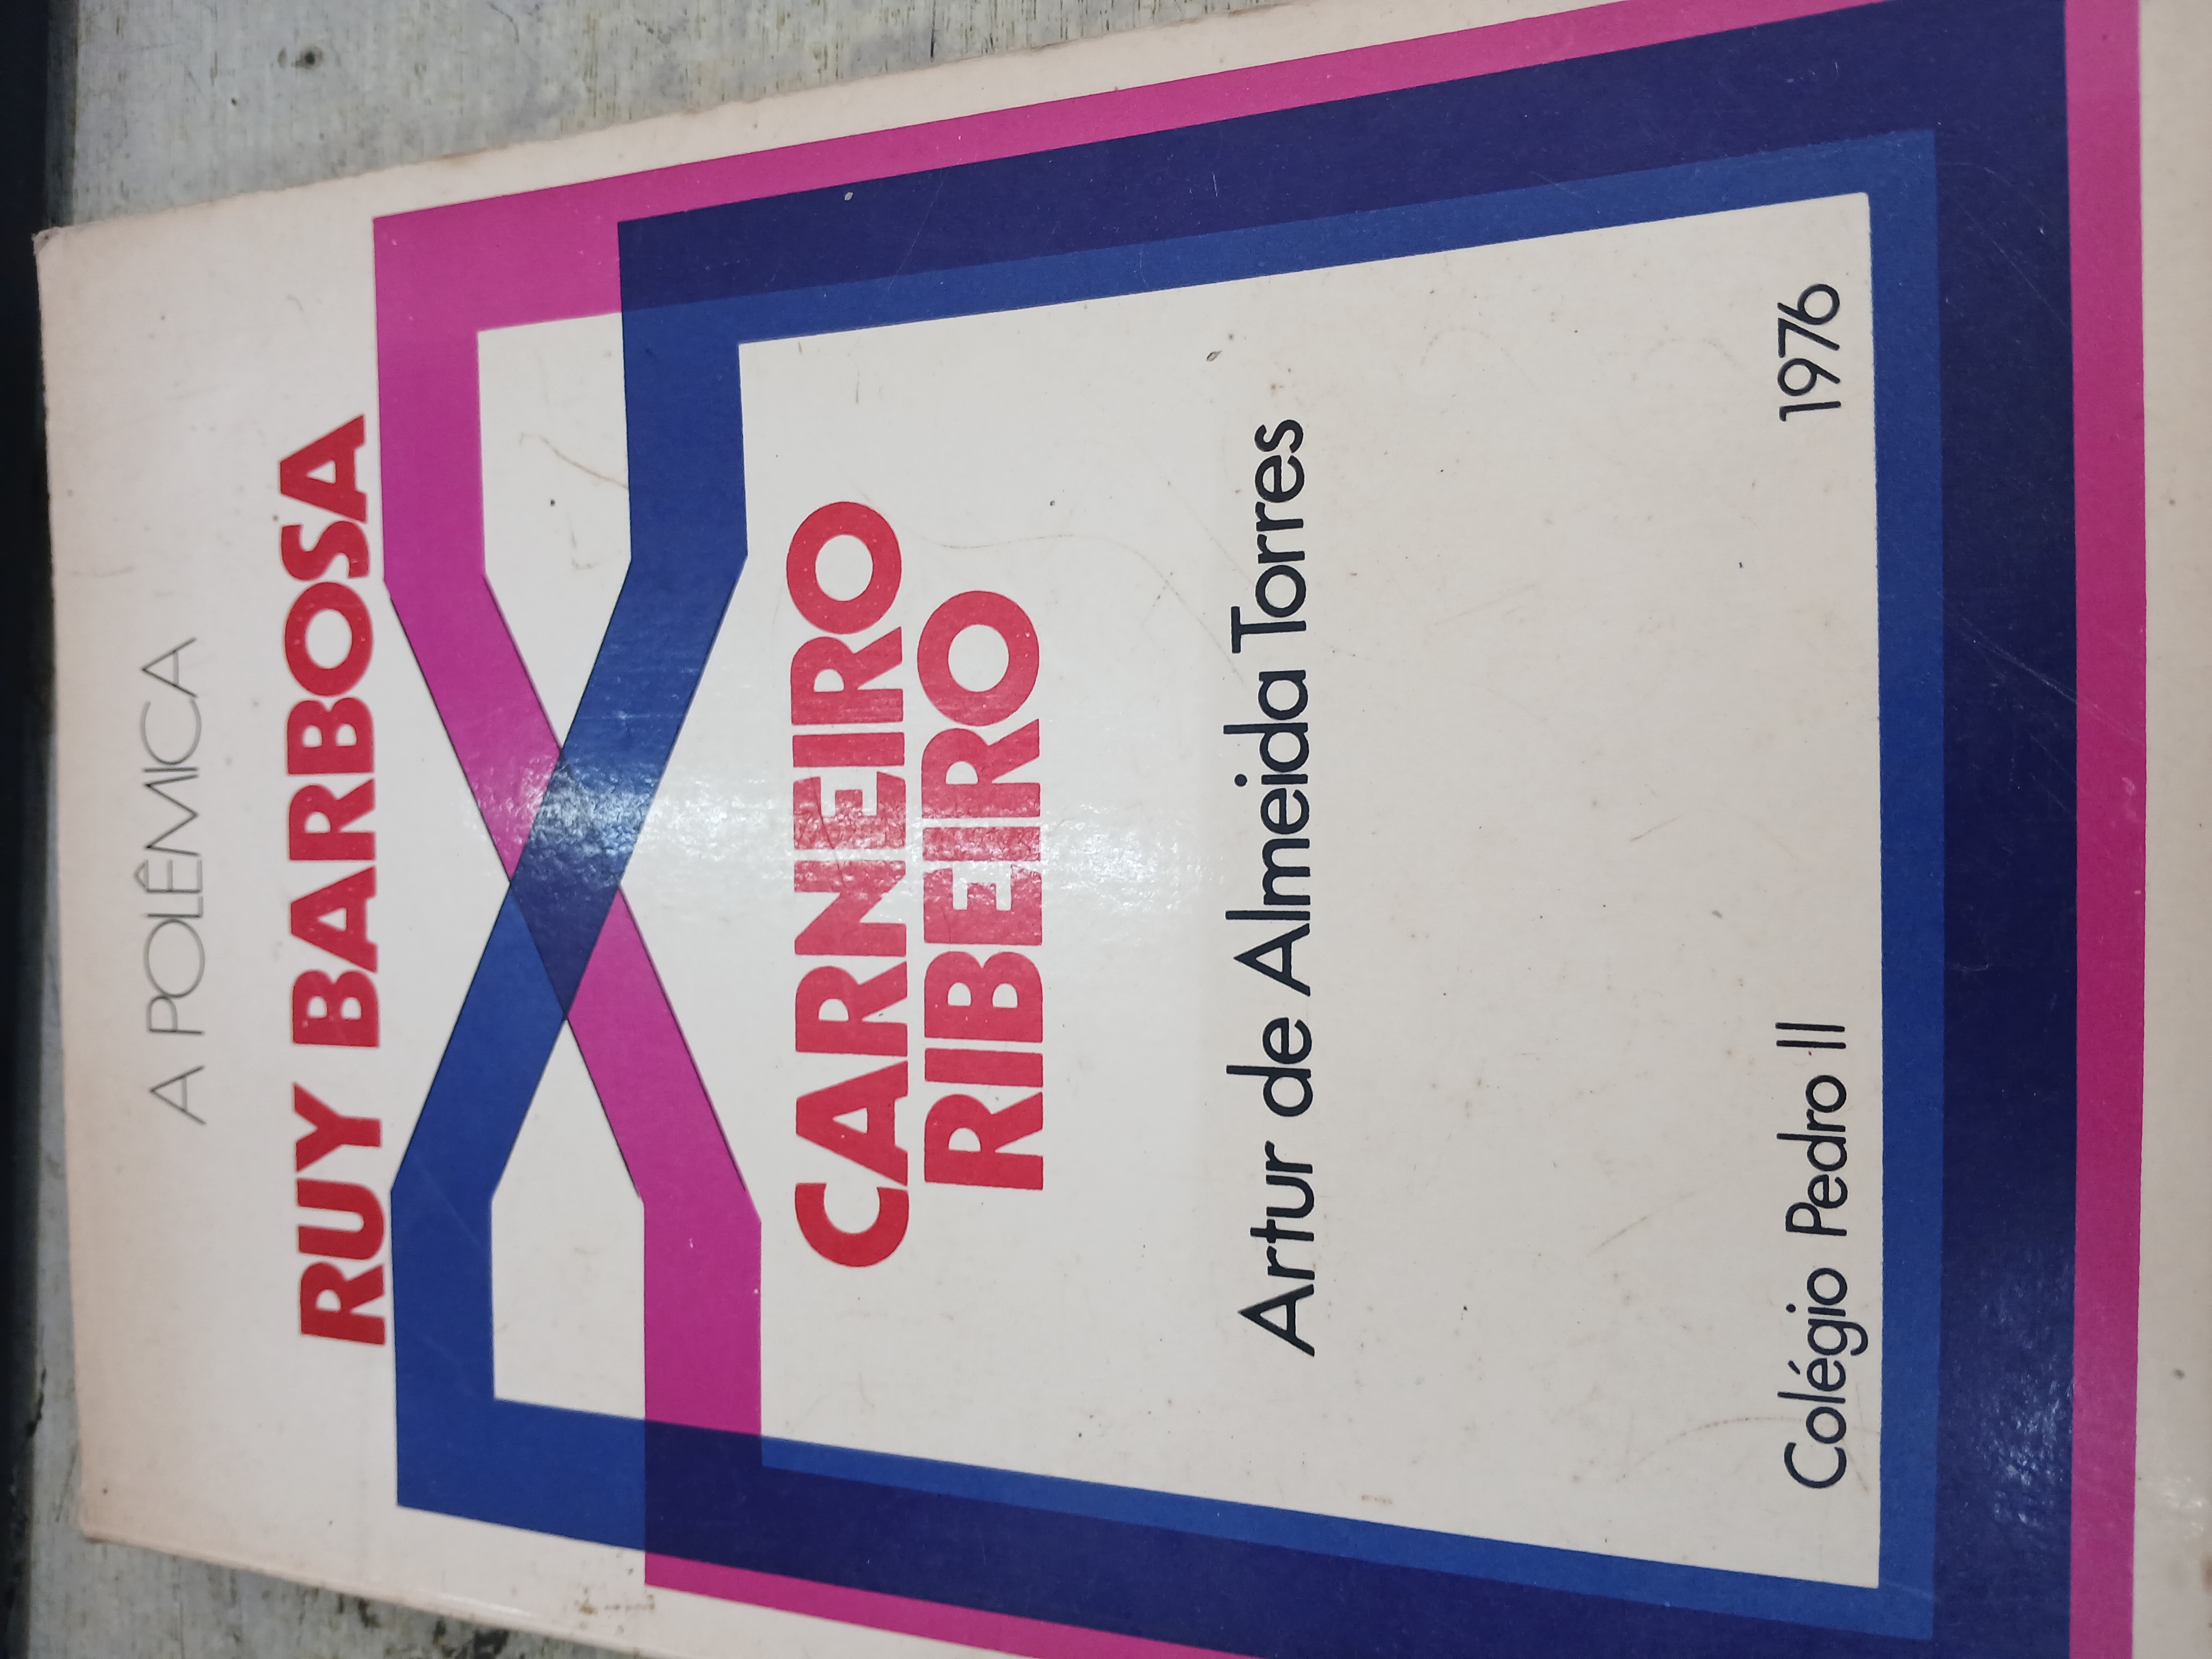 A POLÊMICA
RUY BARBOSA
CARNEIRO
RIBEIRO
Artur de Almeida Torres
Colégio Pedro II 1976